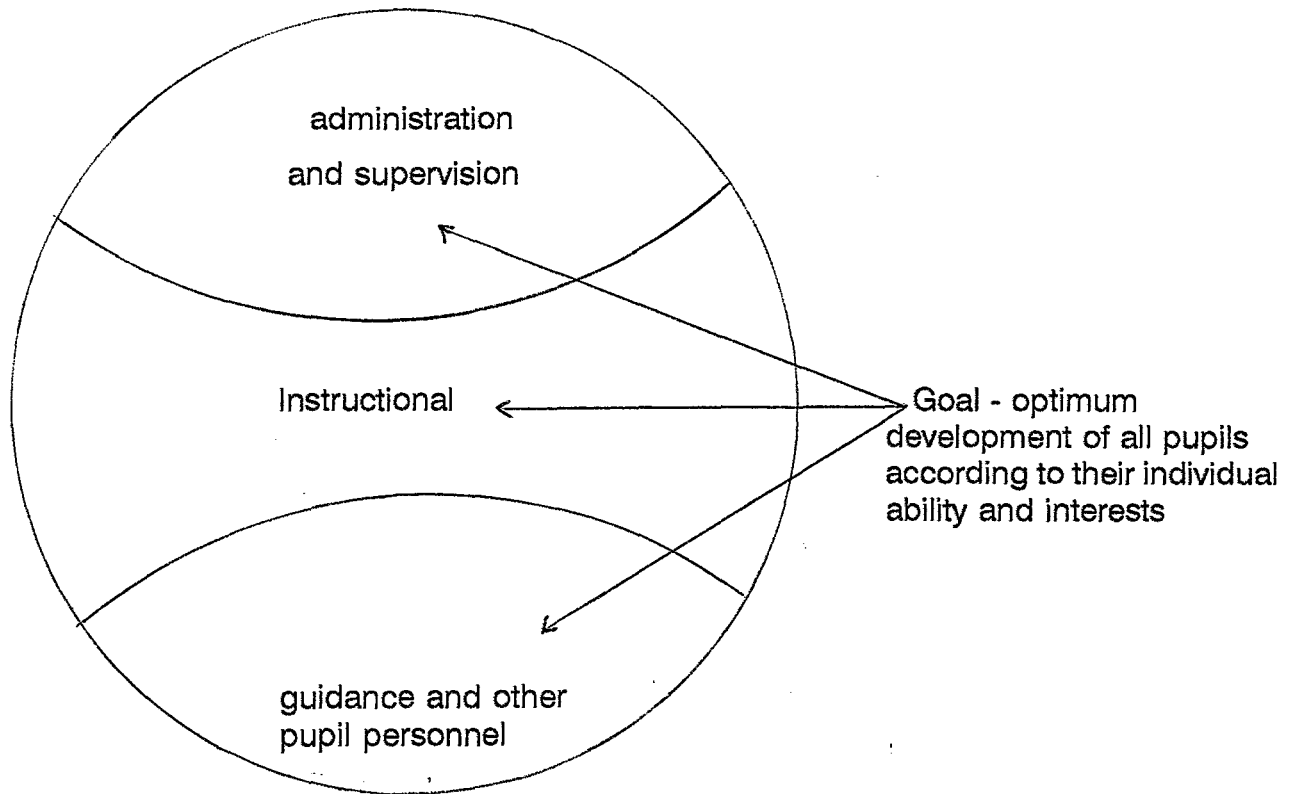 administration
and supervision
Instructional
Goal - optimum
development of all pupils
according to their individual
ability and interests
guidance and other
pupil personnel